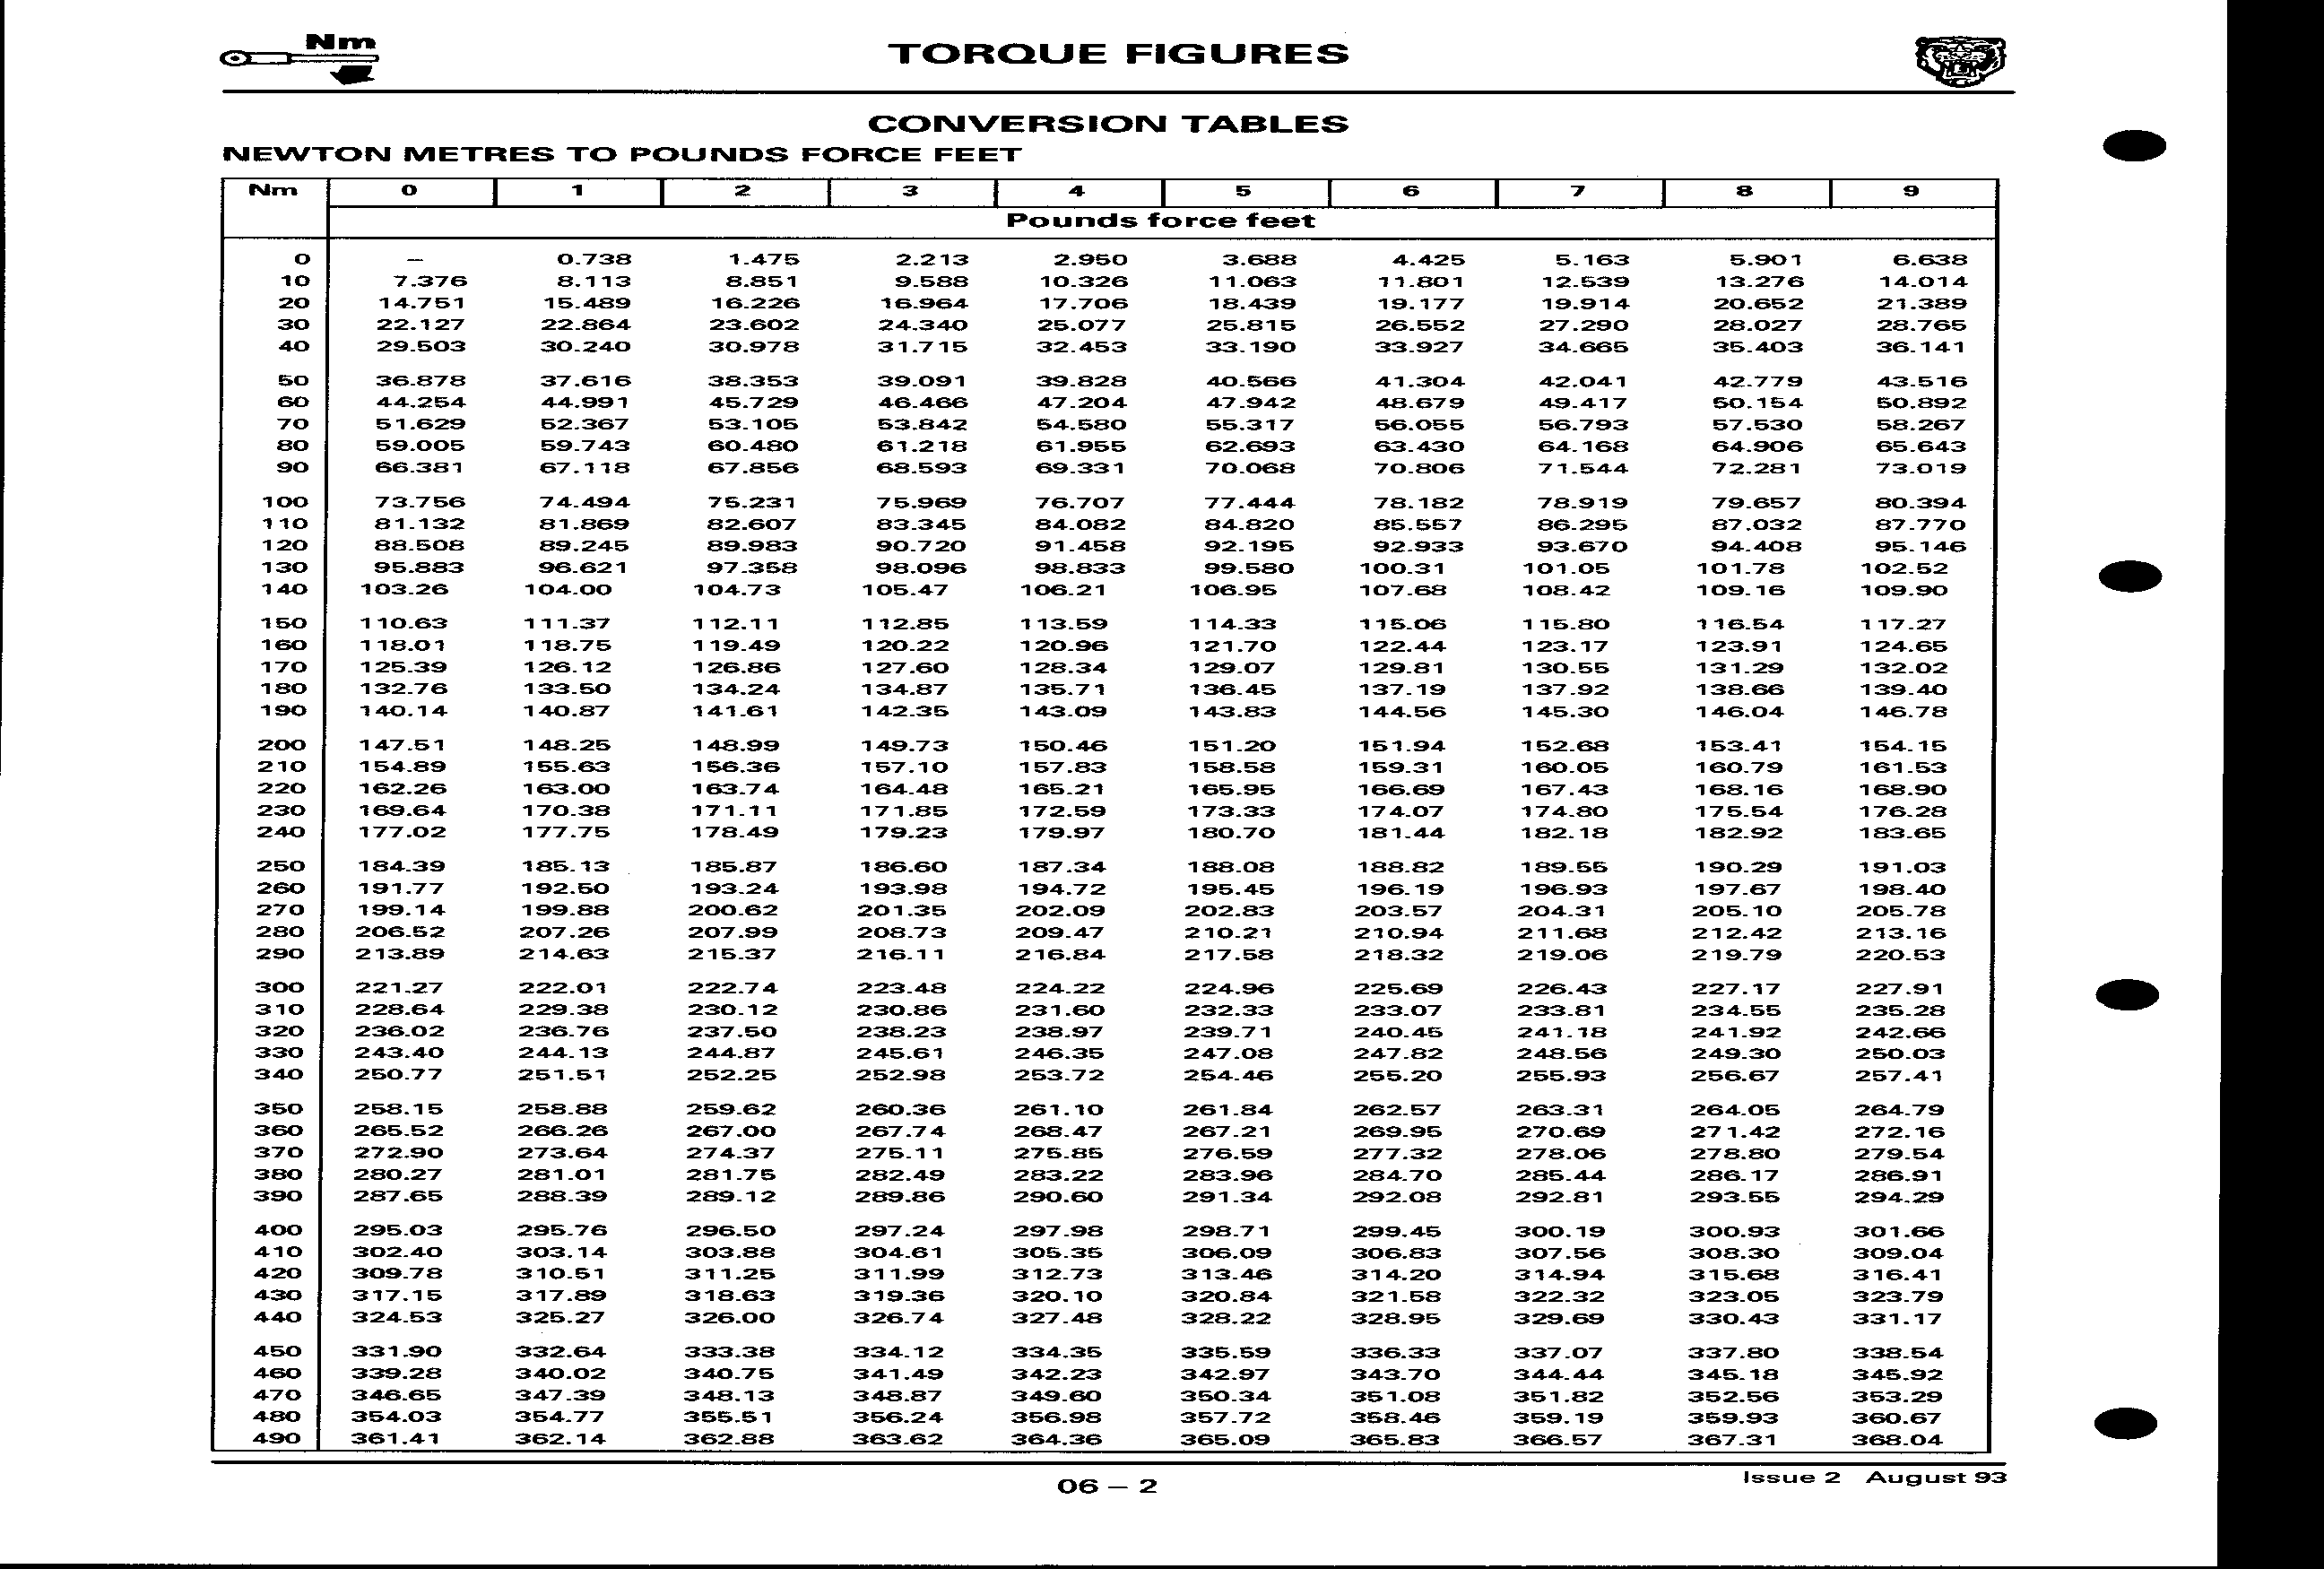 Nm
TORQUE FIGURES
CONVERSION TABLES
NEWTON METRES TO POUNDS FORCE FEET
Nm 0 1 2 3 4 5 6 7 8 9
Pounds force feet
0 – 0.738 1.475 2.213 2.950 3.688 4.425 5.163 5.901 6.638
10 7.376 8.113 8.851 9.588 10.326 11.063 11.801 12.539 13.276 14.014
20 14.751 15.489 16.226 16.964 17.706 18.439 19.177 19.914 20.652 21.389
30 22.127 22.864 23.602 24.340 25.077 25.815 26.552 27.290 28.027 28.765
40 29.503 30.240 30.978 31.715 32.453 33.190 33.927 34.665 35.403 36.141
50 36.878 37.616 38.353 39.091 39.828 40.566 41.304 42.041 42.779 43.516
60 44.254 44.991 45.729 46.466 47.204 47.942 48.679 49.417 50.154 50.892
70 51.629 52.367 53.105 53.842 54.580 55.317 56.055 56.793 57.530 58.267
80 59.005 59.743 60.480 61.218 61.955 62.693 63.430 64.168 64.906 65.643
90 66.381 67.118 67.856 68.593 69.331 70.068 70.806 71.544 72.281 73.019
100 73.756 74.494 75.231 75.969 76.707 77.444 78.182 78.919 79.657 80.394
110 81.132 81.869 82.607 83.345 84.082 84.820 85.557 86.295 87.032 87.770
120 88.508 89.245 89.983 90.720 91.458 92.195 92.933 93.670 94.408 95.146
130 95.883 96.621 97.358 98.096 98.833 99.580 100.31 101.05 101.78 102.52
140 103.26 104.00 104.73 105.47 106.21 106.95 107.68 108.42 109.16 109.90
150 110.63 111.37 112.11 112.85 113.59 114.33 115.06 115.80 116.54 117.27
160 118.01 118.75 119.49 120.22 120.96 121.70 122.44 123.17 123.91 124.65
170 125.39 126.12 126.86 127.60 128.34 129.07 129.81 130.55 131.29 132.02
180 132.76 133.50 134.24 134.87 135.71 136.45 137.19 137.92 138.66 139.40
190 140.14 140.87 141.61 142.35 143.09 143.83 144.56 145.30 146.04 146.78
200 147.51 148.25 148.99 149.73 150.46 151.20 151.94 152.68 153.41 154.15
210 154.89 155.63 156.36 157.10 157.83 158.58 159.31 160.05 160.79 161.53
220 162.26 163.00 163.74 164.48 165.21 165.95 166.69 167.43 168.16 168.90
230 169.64 170.38 171.11 171.85 172.59 173.33 174.07 174.80 175.54 176.28
240 177.02 177.75 178.49 179.23 179.97 180.70 181.44 182.18 182.92 183.65
250 184.39 185.13 185.87 186.60 187.34 188.08 188.82 189.55 190.29 191.03
260 191.77 192.50 193.24 193.98 194.72 195.45 196.19 196.93 197.67 198.40
270 199.14 199.88 200.62 201.35 202.09 202.83 203.57 204.31 205.10 205.78
280 206.52 207.26 207.99 208.73 209.47 210.21 210.94 211.68 212.42 213.16
290 213.89 214.63 215.37 216.11 216.84 217.58 218.32 219.06 219.79 220.53
300 221.27 222.01 222.74 223.48 224.22 224.96 225.69 226.43 227.17 227.91
310 228.64 229.38 230.12 230.86 231.60 232.33 233.07 233.81 234.55 235.28
320 236.02 236.76 237.50 238.23 238.97 239.71 240.45 241.18 241.92 242.66
330 243.40 244.13 244.87 245.61 246.35 247.08 247.82 248.56 249.30 250.03
340 250.77 251.51 252.25 252.98 253.72 254.46 255.20 255.93 256.67 257.41
350 258.15 258.88 259.62 260.36 261.10 261.84 262.57 263.31 264.05 264.79
360 265.52 266.26 267.00 267.74 268.47 267.21 269.95 270.69 271.42 272.16
370 272.90 273.64 274.37 275.11 275.85 276.59 277.32 278.06 278.80 279.54
380 280.27 281.01 281.75 282.49 283.22 283.96 284.70 285.44 286.17 286.91
390 287.65 288.39 289.12 289.86 290.60 291.34 292.08 292.81 293.55 294.29
400 295.03 295.76 296.50 297.24 297.98 298.71 299.45 300.19 300.93 301.66
410 302.40 303.14 303.88 304.61 305.35 306.09 306.83 307.56 308.30 309.04
420 309.78 310.51 311.25 311.99 312.73 313.46 314.20 314.94 315.68 316.41
430 317.15 317.89 318.63 319.36 320.10 320.84 321.58 322.32 323.05 323.79
440 324.53 325.27 326.00 326.74 327.48 328.22 328.95 329.69 330.43 331.17
450 331.90 332.64 333.38 334.12 334.35 335.59 336.33 337.07 337.80 338.54
460 339.28 340.02 340.75 341.49 342.23 342.97 343.70 344.44 345.18 345.92
470 346.65 347.39 348.13 348.87 349.60 350.34 351.08 351.82 352.56 353.29
480 354.03 354.77 355.51 356.24 356.98 357.72 358.46 359.19 359.93 360.67
490 361.41 362.14 362.88 363.62 364.36 365.09 365.83 366.57 367.31 368.04
06 – 2
Issue 2 August 93